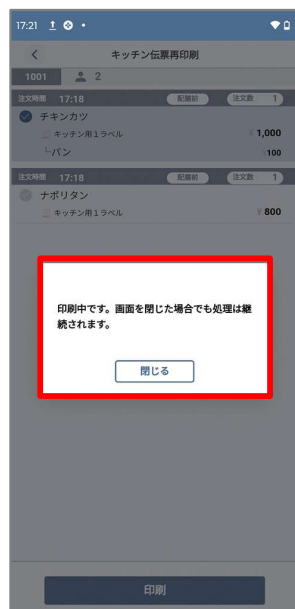 17:21
キッチン伝票再印刷
1001 2
注文時間 17:18 配膳前 注文数 1
チキンカツ
キッチン用1ラベル ¥1,000
└パン ¥100
注文時間 17:18 配膳前 注文数 1
ナポリタン
キッチン用1ラベル ¥800
印刷中です。画面を閉じた場合でも処理は継
続されます。
閉じる
印刷